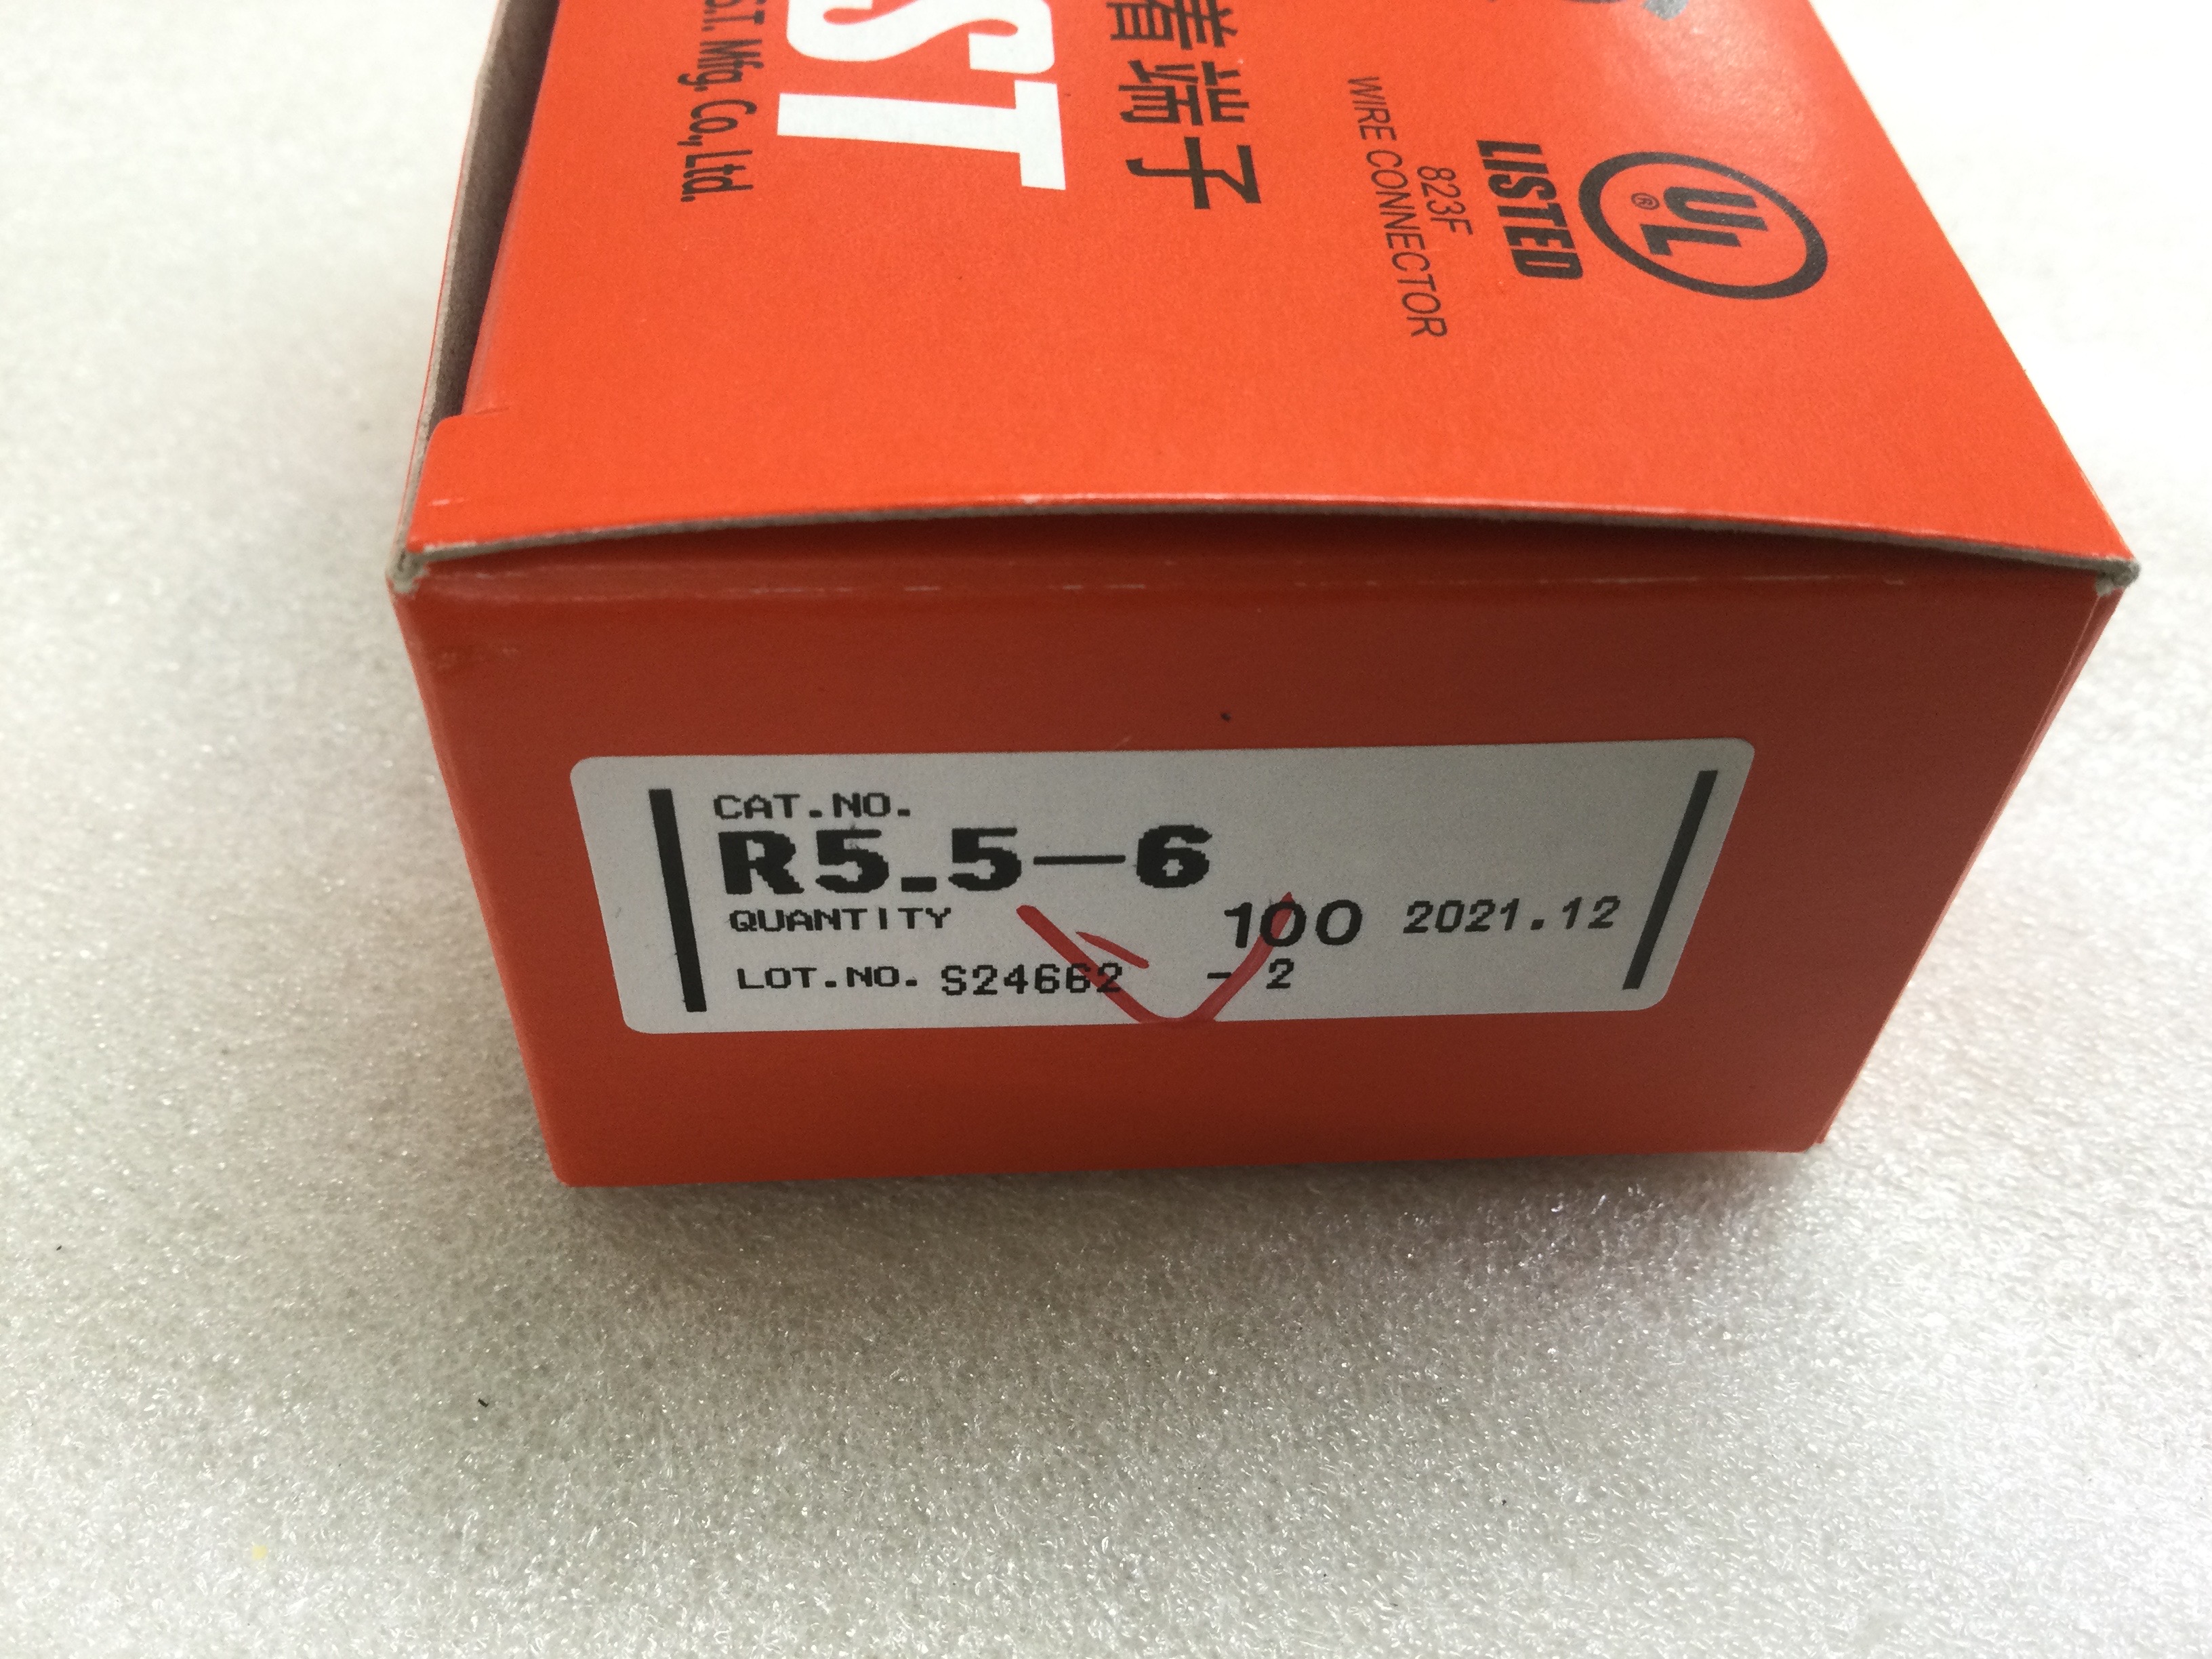 ST
S.T. Mfg. Co.,Ltd.
着端子
UL
®
LISTED
823F
WIRE CONNECTOR
CAT.NO.
R5.5-6
QUANTITY 100 2021.12
LOT.NO. S24662 - 2